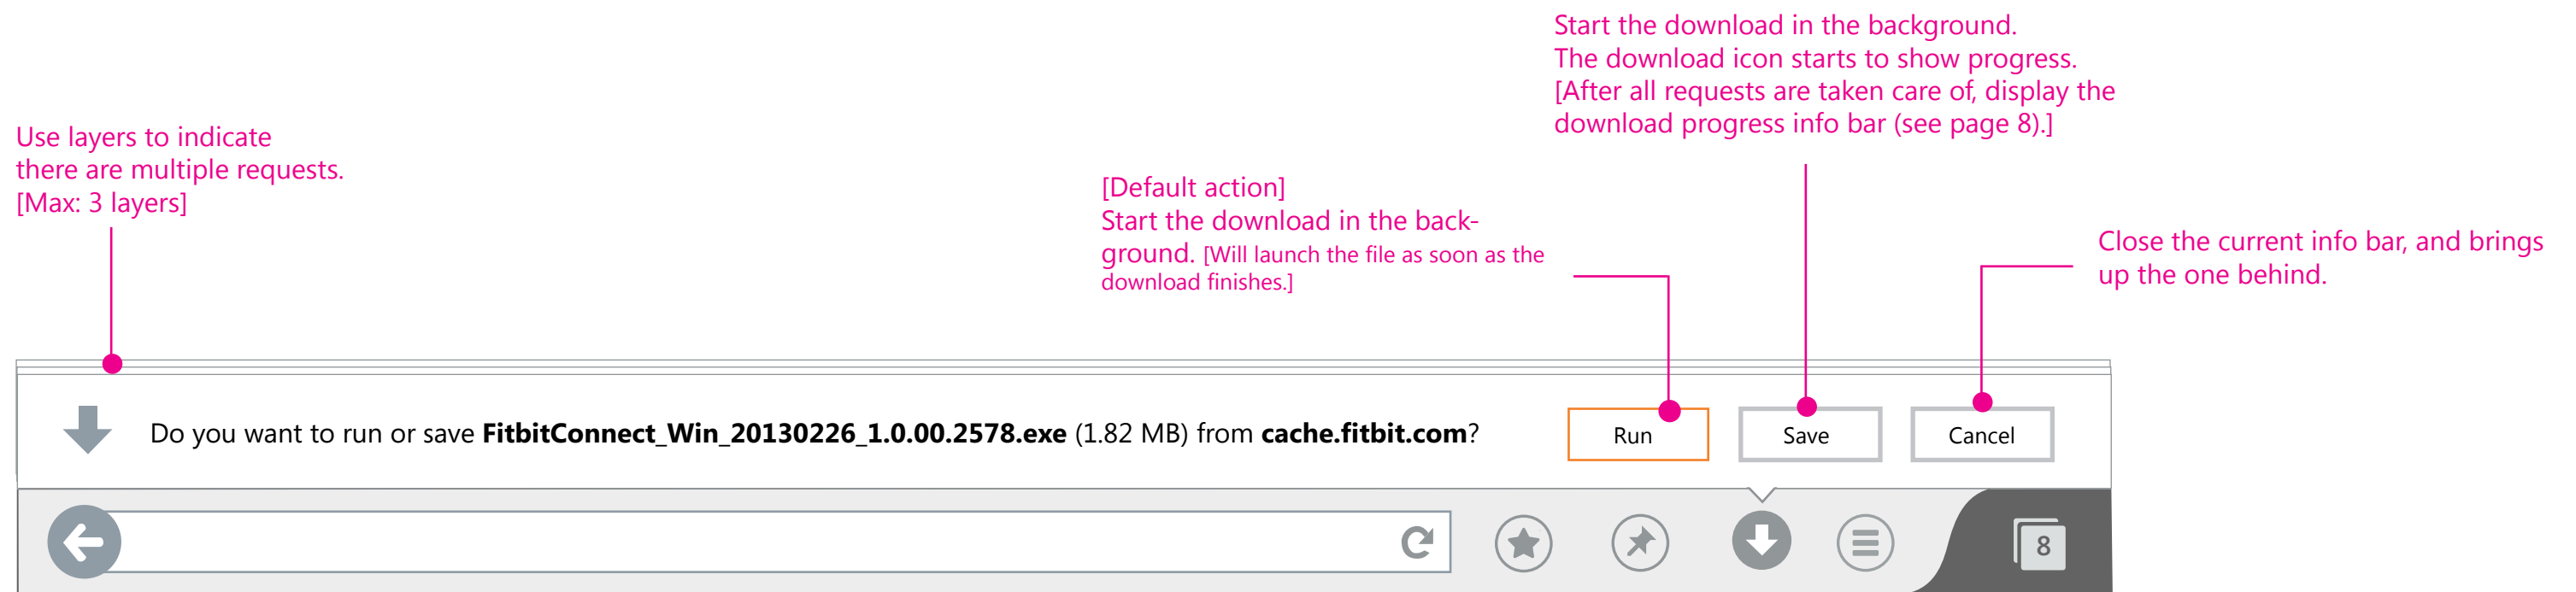 Start the download in the background.
The download icon starts to show progress.
[After all requests are taken care of, display the
download progress info bar (see page 8).]
Use layers to indicate
there are multiple requests.
[Max: 3 layers]
[Default action]
Start the download in the back-
ground. [Will launch the file as soon as the
download finishes.]
Close the current info bar, and brings
up the one behind.
Do you want to run or save FitbitConnect_Win_20130226_1.0.00.2578.exe (1.82 MB) from cache.fitbit.com?
Run
Save
Cancel
8